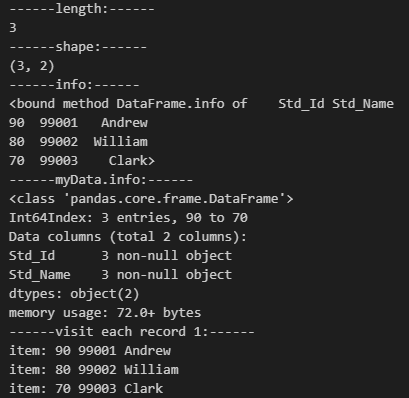 ------length:------
3
------shape:------
(3, 2)
------info:------
<bound method DataFrame.info of    Std_Id Std_Name
90  99001   Andrew
80  99002  William
70  99003    Clark>
------myData.info:------
<class 'pandas.core.frame.DataFrame'>
Int64Index: 3 entries, 90 to 70
Data columns (total 2 columns):
Std_Id      3 non-null object
Std_Name    3 non-null object
dtypes: object(2)
memory usage: 72.0+ bytes
------visit each record 1:------
item: 90 99001 Andrew
item: 80 99002 William
item: 70 99003 Clark